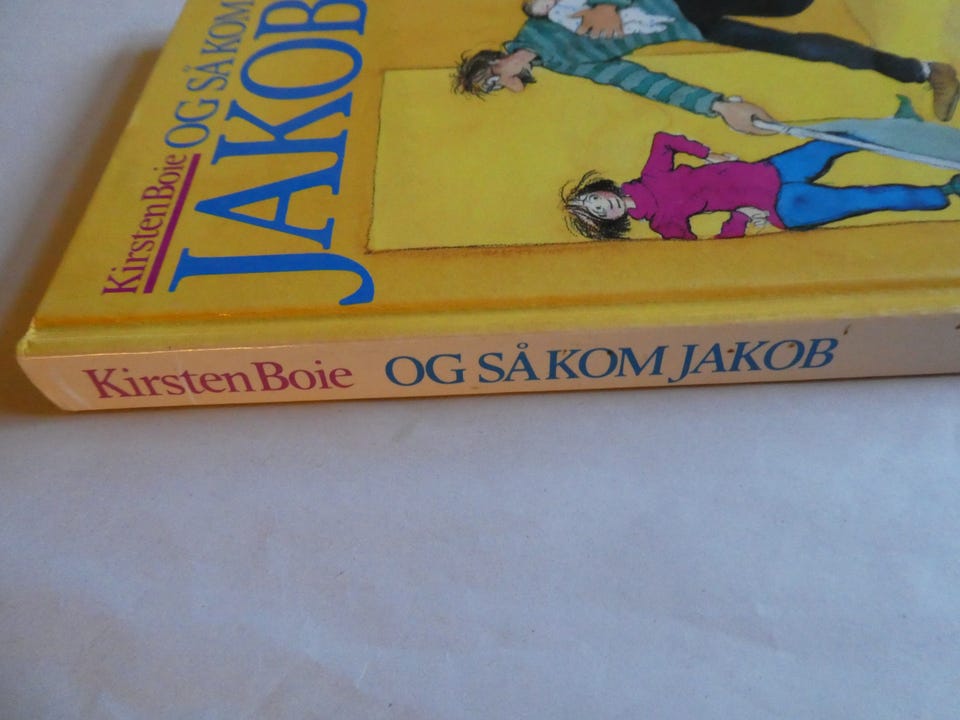 Kirsten Boie
OG SÅ KOM
JAKOB
Kirsten Boie OG SÅ KOM JAKOB